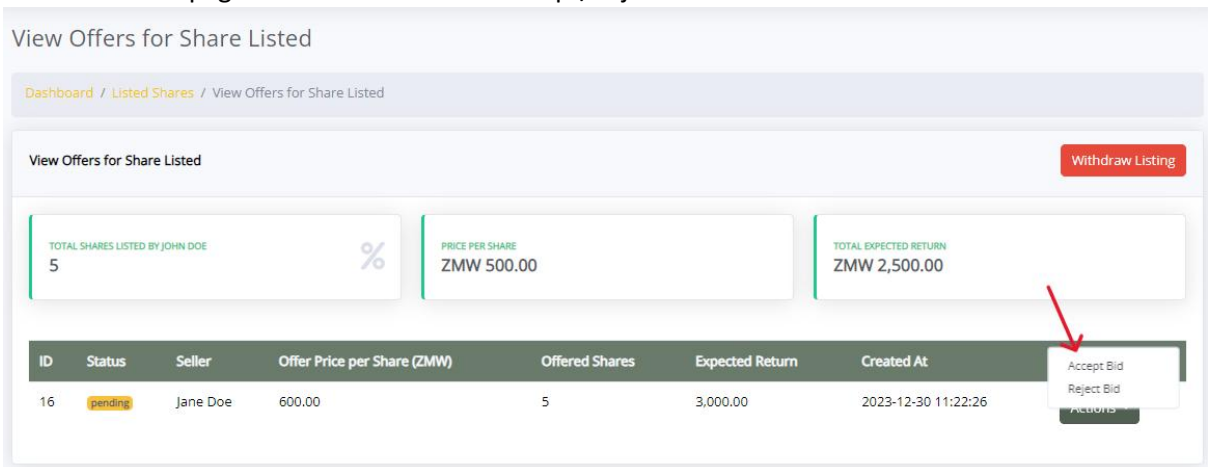 View Offers for Share Listed
Dashboard / Listed Shares / View Offers for Share Listed
View Offers for Share Listed
Withdraw Listing
TOTAL SHARES LISTED BY JOHN DOE
5
PRICE PER SHARE
ZMW 500.00
TOTAL EXPECTED RETURN
ZMW 2,500.00
ID Status Seller Offer Price per Share (ZMW) Offered Shares Expected Return Created At
Accept Bid
Reject Bid
16 pending Jane Doe 600.00 5 3,000.00 2023-12-30 11:22:26
Actions